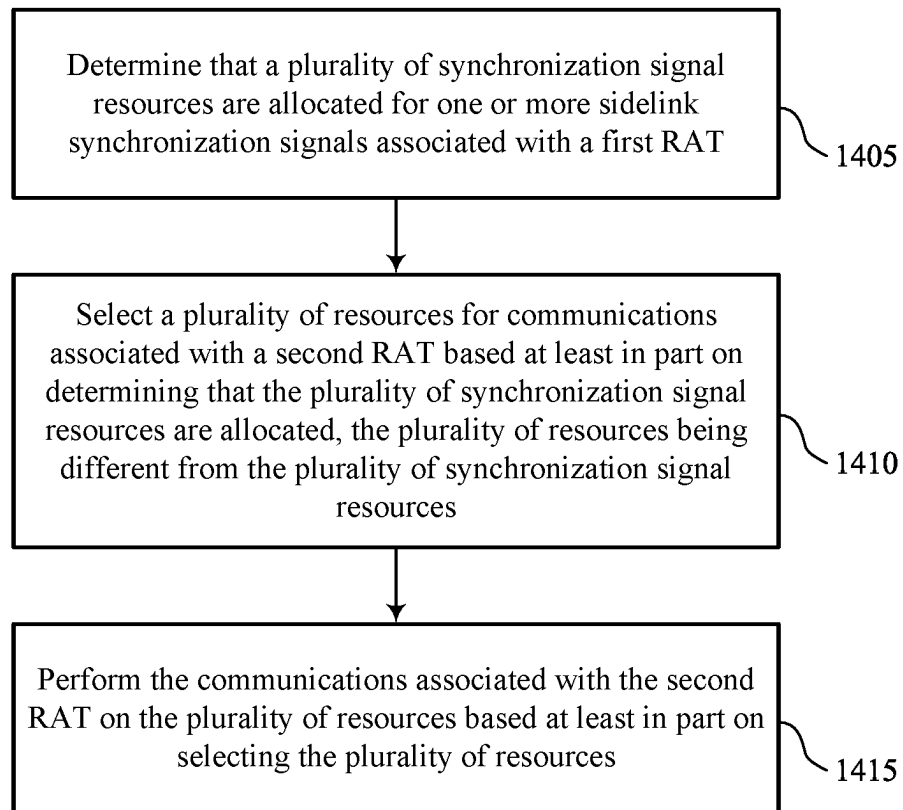 Determine that a plurality of synchronization signal
resources are allocated for one or more sidelink
synchronization signals associated with a first RAT
1405
Select a plurality of resources for communications
associated with a second RAT based at least in part on
determining that the plurality of synchronization signal
resources are allocated, the plurality of resources being
different from the plurality of synchronization signal
resources
1410
Perform the communications associated with the second
RAT on the plurality of resources based at least in part on
selecting the plurality of resources
1415